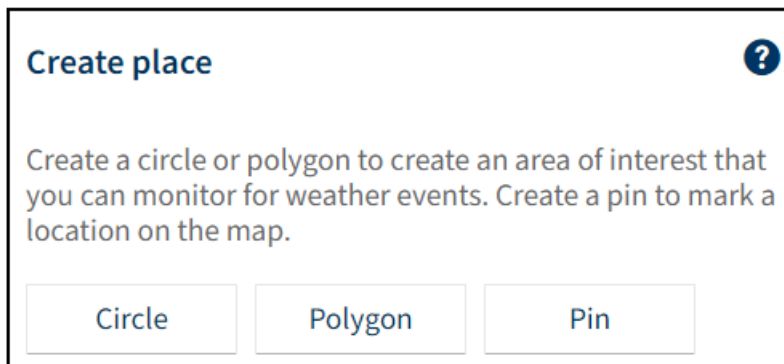 Create place
?
Create a circle or polygon to create an area of interest that
you can monitor for weather events. Create a pin to mark a
location on the map.
Circle Polygon Pin